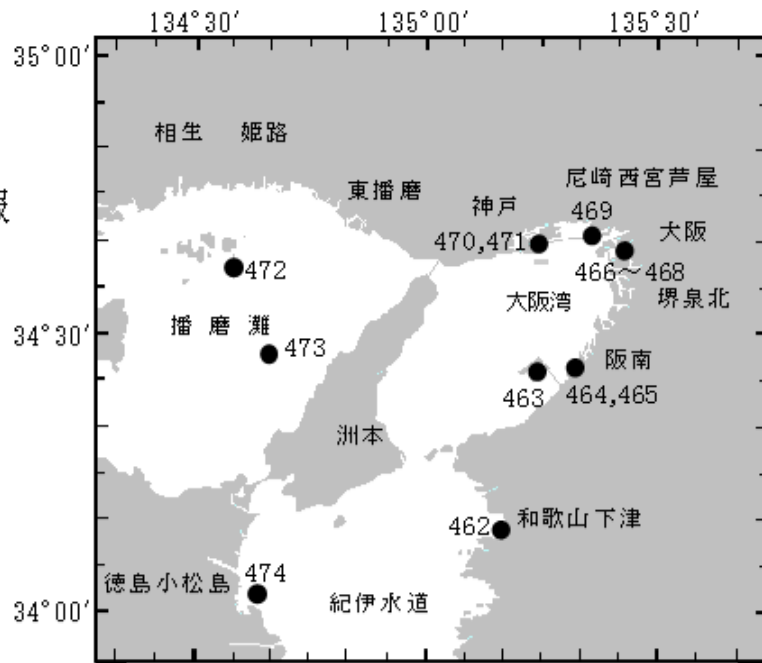 134°30′
135°00′
135°30′
35°00′
相生
姫路
東播磨
神戸
尼崎西宮芦屋
469
大阪
470,471
466～468
472
大阪湾
堺泉北
34°30′
播磨灘
473
阪南
463
464,465
洲本
462
和歌山下津
徳島小松島
474
紀伊水道
34°00′